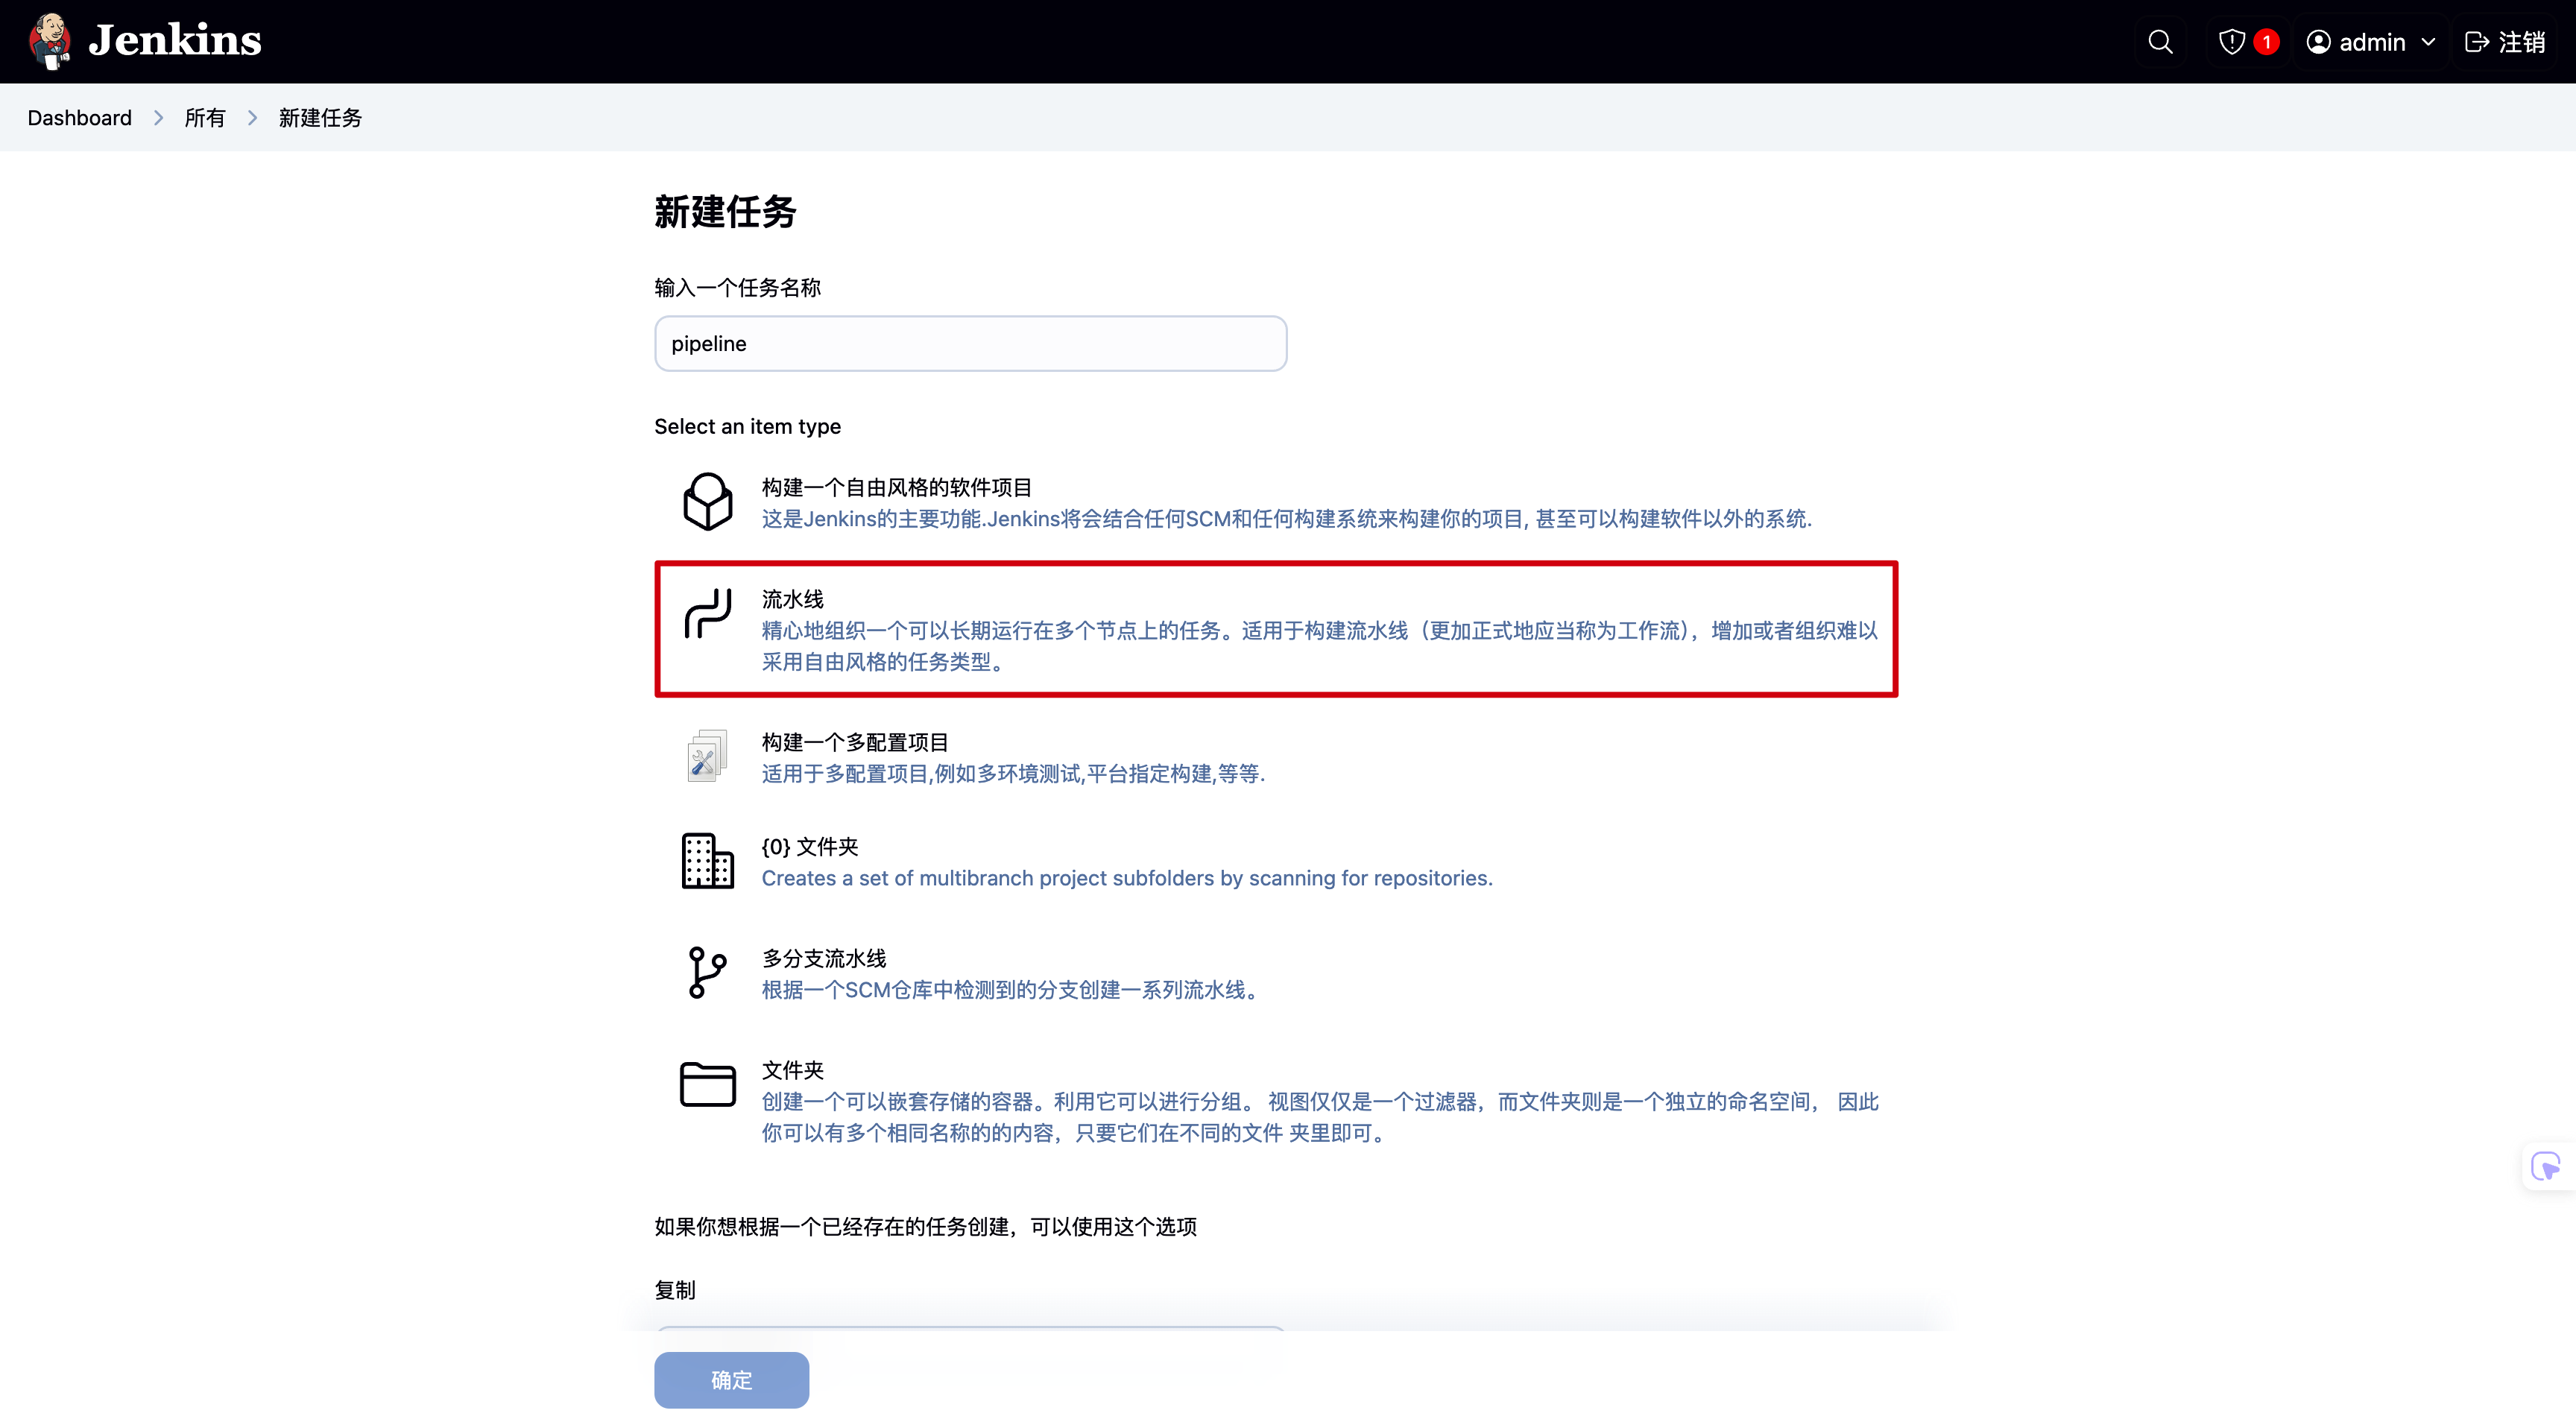 Jenkins
1
admin
注销
Dashboard
所有
新建任务
新建任务
输入一个任务名称
pipeline
Select an item type
构建一个自由风格的软件项目
这是Jenkins的主要功能.Jenkins将会结合任何SCM和任何构建系统来构建你的项目, 甚至可以构建软件以外的系统.
流水线
精心地组织一个可以长期运行在多个节点上的任务。适用于构建流水线（更加正式地应当称为工作流），增加或者组织难以
采用自由风格的任务类型。
构建一个多配置项目
适用于多配置项目,例如多环境测试,平台指定构建,等等.
{0} 文件夹
Creates a set of multibranch project subfolders by scanning for repositories.
多分支流水线
根据一个SCM仓库中检测到的分支创建一系列流水线。
文件夹
创建一个可以嵌套存储的容器。利用它可以进行分组。 视图仅仅是一个过滤器，而文件夹则是一个独立的命名空间， 因此
你可以有多个相同名称的的内容，只要它们在不同的文件 夹里即可。
如果你想根据一个已经存在的任务创建，可以使用这个选项
复制
确定